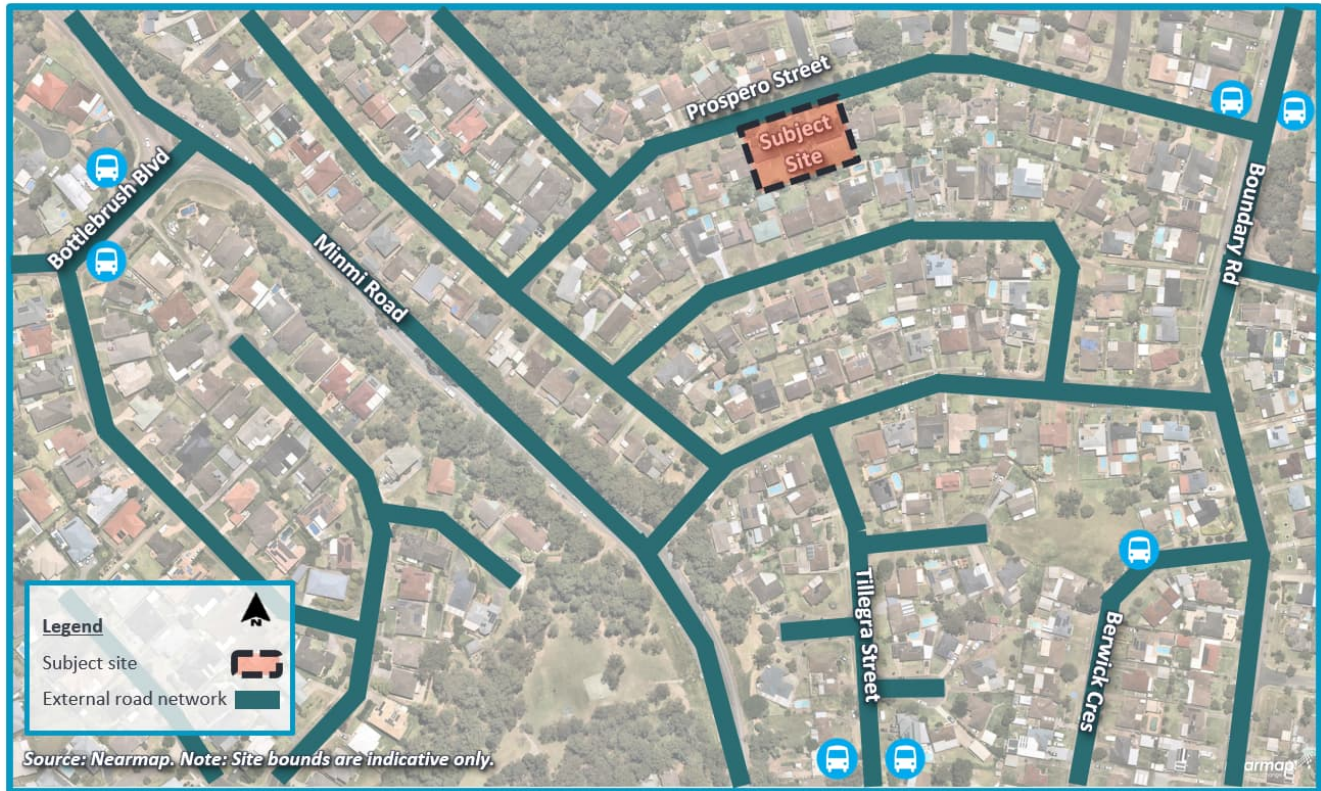 Prospero Street
Subject
Site
Bottlebrush Blvd
Minmi Road
Boundary Rd
Tillegra Street
Berwick Cres
Legend
N
Subject site
External road network
Source: Nearmap. Note: Site bounds are indicative only.